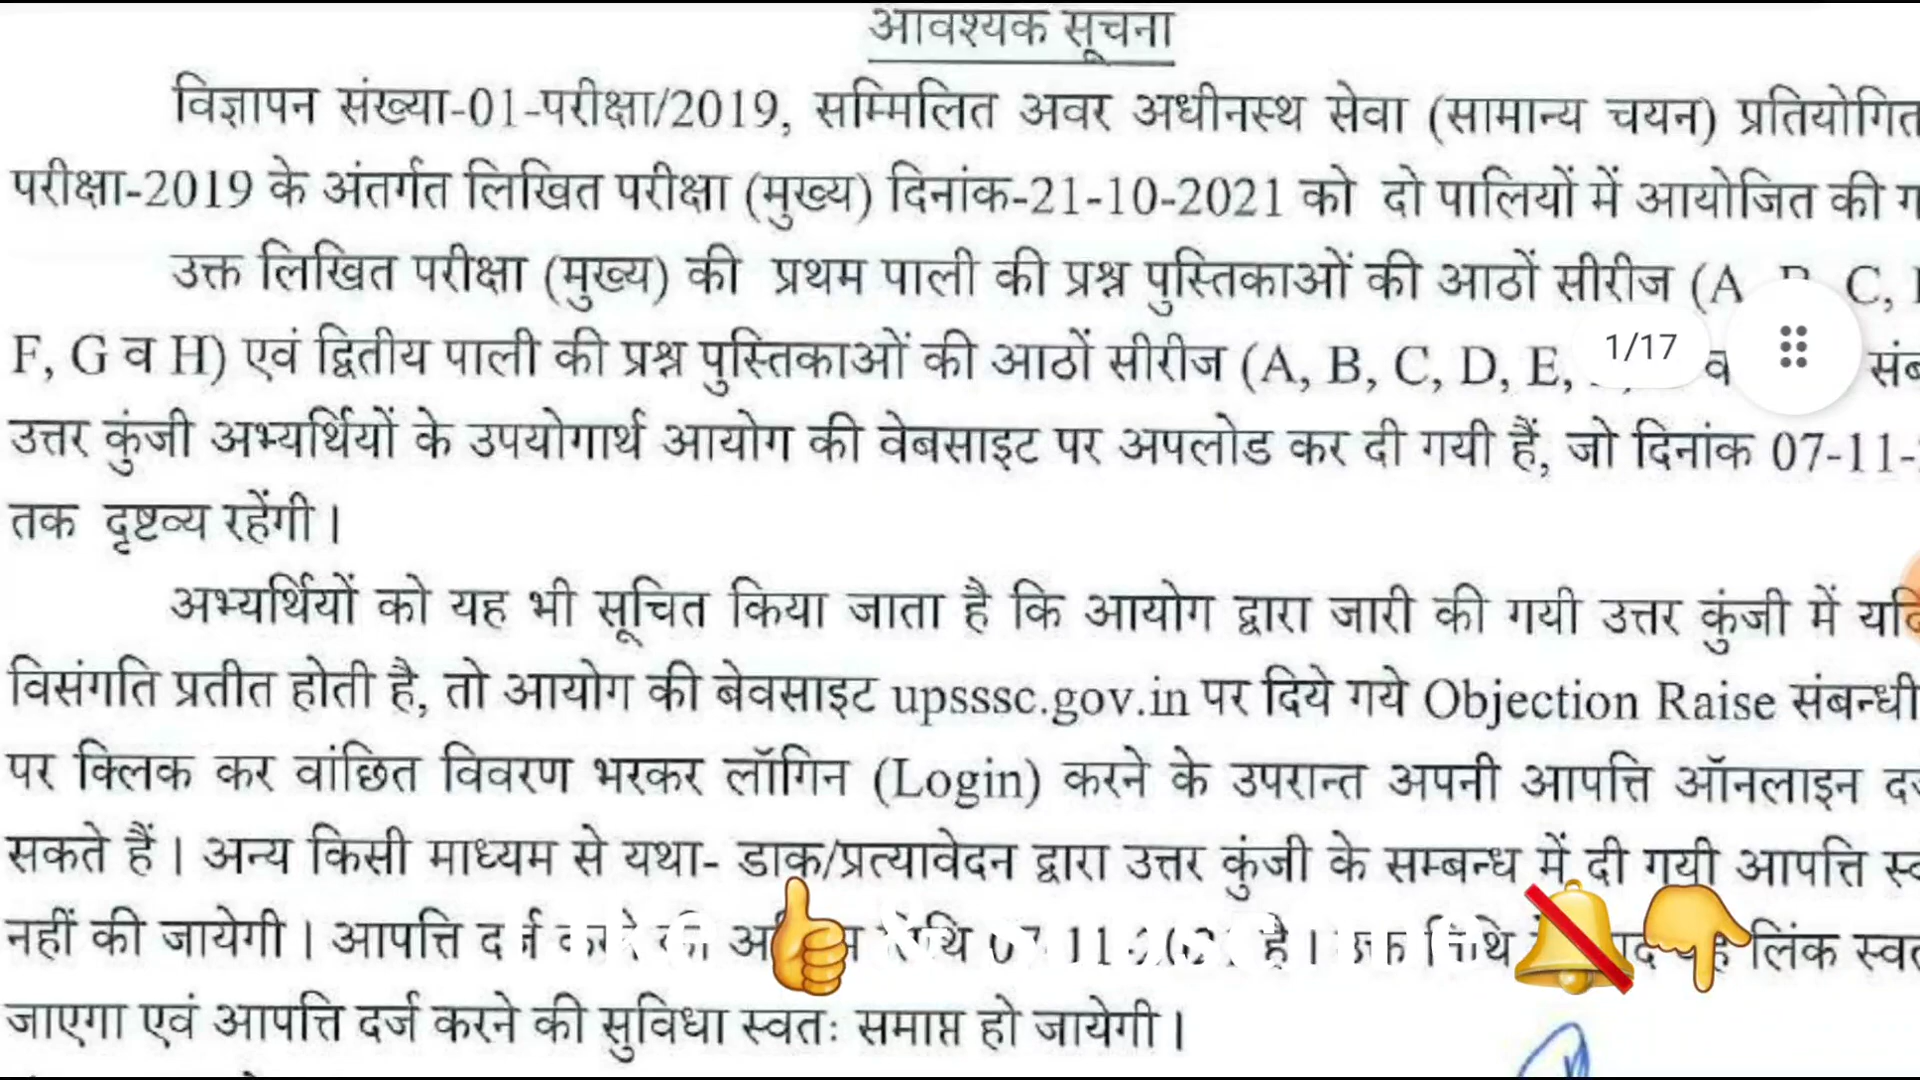 आवश्यक सूचना
विज्ञापन संख्या-01-परीक्षा/2019, सम्मिलित अवर अधीनस्थ सेवा (सामान्य चयन)
परीक्षा-2019 के अंतर्गत लिखित परीक्षा (मुख्य) दिनांक-21-10-2021 को दो पालियों में आयोजित की
उक्त लिखित परीक्षा (मुख्य) की प्रथम पाली की प्रश्न पुस्तिकाओं की आठों सीरीज (A C,
F, G व H) एवं द्वितीय पाली की प्रश्न पुस्तिकाओं की आठों सीरीज (A, B, C, D, E, व
1/17
उत्तर कुंजी अभ्यर्थियों के उपयोगार्थ आयोग की वेबसाइट पर अपलोड कर दी गयी हैं, जो दिनांक 07-11-
तक दृष्टव्य रहेंगी।
अभ्यर्थियों को यह भी सूचित किया जाता है कि आयोग द्वारा जारी की गयी उत्तर कुंजी में
विसंगति प्रतीत होती है, तो आयोग की बेवसाइट upsssc.gov.in पर दिये गये Objection Raise संबन्धी
पर क्लिक कर वांछित विवरण भरकर लॉगिन (Login) करने के उपरान्त अपनी आपत्ति ऑनलाइन
सकते हैं। अन्य किसी माध्यम से यथा- डाक/प्रत्यावेदन द्वारा उत्तर कुंजी के सम्बन्ध में दी गयी आपत्ति
नहीं की जायेगी। आपत्ति दर्ज है। लिंक
जाएगा एवं आपत्ति दर्ज करने की सुविधा स्वतः समाप्त हो जायेगी।